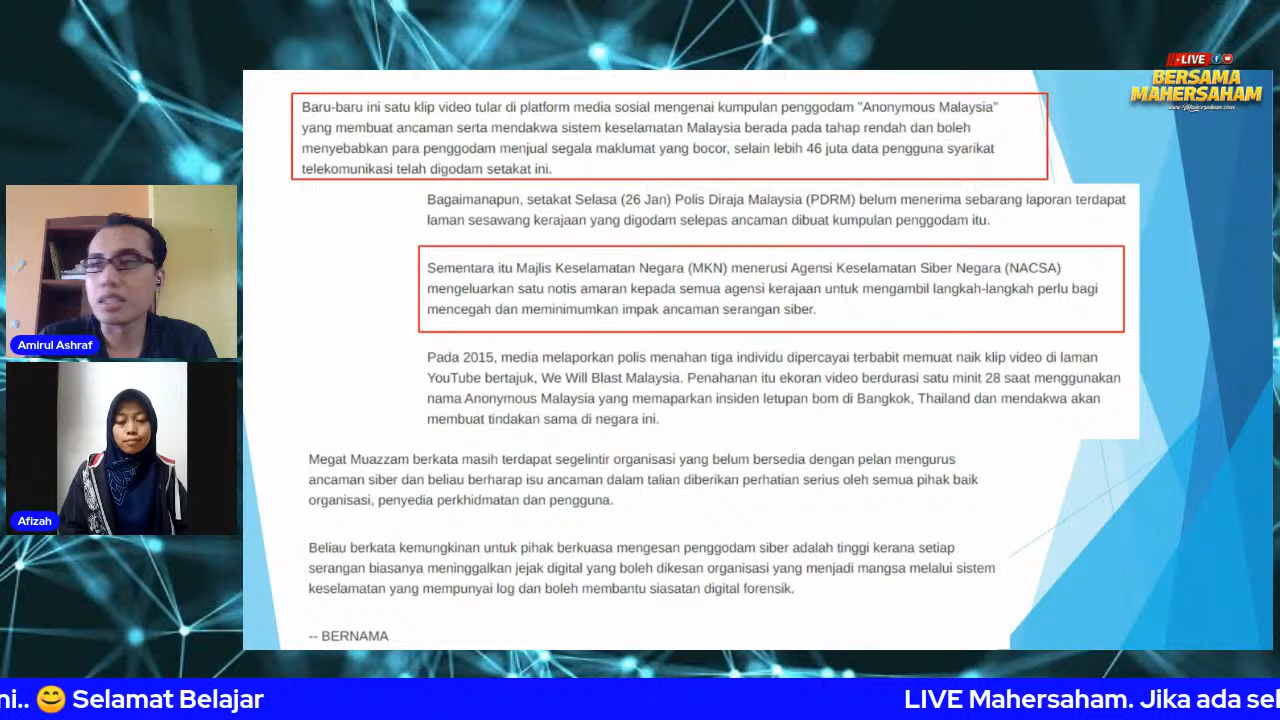 LIVE
BERSAMA
MAHERSAHAM
www.Mahersaham.com
Baru-baru ini satu klip video tular di platform media sosial mengenai kumpulan penggodam "Anonymous Malaysia"
yang membuat ancaman serta mendakwa sistem keselamatan Malaysia berada pada tahap rendah dan boleh
menyebabkan para penggodam menjual segala maklumat yang bocor, selain lebih 46 juta data pengguna syarikat
telekomunikasi telah digodam setakat ini.
Bagaimanapun, setakat Selasa (26 Jan) Polis Diraja Malaysia (PDRM) belum menerima sebarang laporan terdapat
laman sesawang kerajaan yang digodam selepas ancaman dibuat kumpulan penggodam itu.
Sementara itu Majlis Keselamatan Negara (MKN) menerusi Agensi Keselamatan Siber Negara (NACSA)
mengeluarkan satu notis amaran kepada semua agensi kerajaan untuk mengambil langkah-langkah perlu bagi
mencegah dan meminimumkan impak ancaman serangan siber.
Pada 2015, media melaporkan polis menahan tiga individu dipercayai terbabit memuat naik klip video di laman
YouTube bertajuk, We Will Blast Malaysia. Penahanan itu ekoran video berdurasi satu minit 28 saat menggunakan
nama Anonymous Malaysia yang memaparkan insiden letupan bom di Bangkok, Thailand dan mendakwa akan
membuat tindakan sama di negara ini.
Megat Muazzam berkata masih terdapat segelintir organisasi yang belum bersedia dengan pelan mengurus
ancaman siber dan beliau berharap isu ancaman dalam talian diberikan perhatian serius oleh semua pihak baik
organisasi, penyedia perkhidmatan dan pengguna.
Beliau berkata kemungkinan untuk pihak berkuasa mengesan penggodam siber adalah tinggi kerana setiap
serangan biasanya meninggalkan jejak digital yang boleh dikesan organisasi yang menjadi mangsa melalui sistem
keselamatan yang mempunyai log dan boleh membantu siasatan digital forensik.
-- BERNAMA
Amirul Ashraf
Afizah
ni.. 😊 Selamat Belajar
LIVE Mahersaham. Jika ada sel